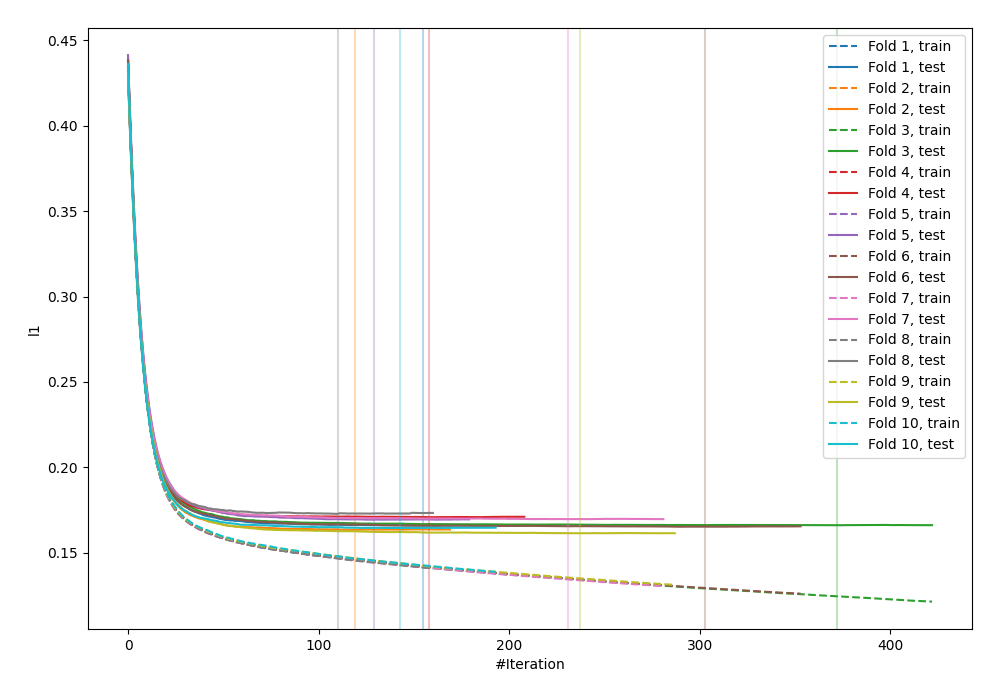 0.45
0.40
0.35
0.30
0.25
0.20
0.15
l1
0
100
200
300
400
#Iteration
Fold 1, train
Fold 1, test
Fold 2, train
Fold 2, test
Fold 3, train
Fold 3, test
Fold 4, train
Fold 4, test
Fold 5, train
Fold 5, test
Fold 6, train
Fold 6, test
Fold 7, train
Fold 7, test
Fold 8, train
Fold 8, test
Fold 9, train
Fold 9, test
Fold 10, train
Fold 10, test